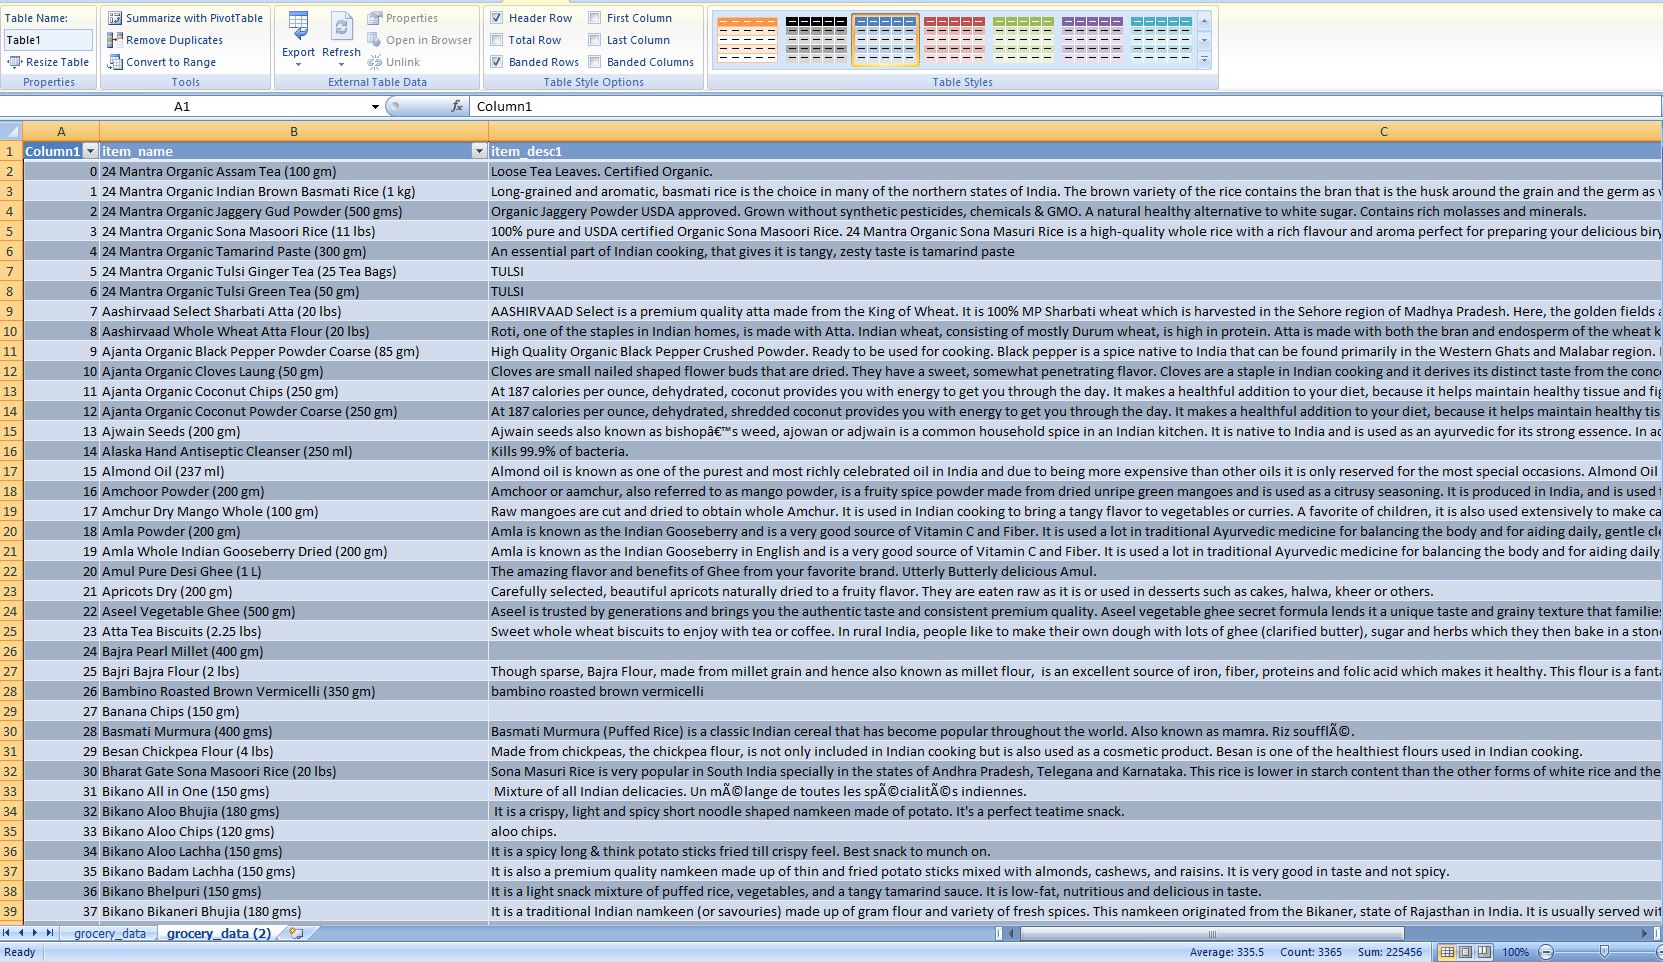 Table Name:
Table1
Resize Table
Properties
Summarize with PivotTable
Remove Duplicates
Convert to Range
Tools
Export
Refresh
Properties
Open in Browser
Unlink
External Table Data
Header Row
First Column
Total Row
Last Column
Banded Rows
Banded Columns
Table Style Options
Table Styles
A1 fx Column1
A B C
1 Column1 item_name item_desc1
2 0 24 Mantra Organic Assam Tea (100 gm) Loose Tea Leaves. Certified Organic.
3 1 24 Mantra Organic Indian Brown Basmati Rice (1 kg) Long-grained and aromatic, basmati rice is the choice in many of the northern states of India. The brown variety of the rice contains the bran that is the husk around the grain and the germ as
4 2 24 Mantra Organic Jaggery Gud Powder (500 gms) Organic Jaggery Powder USDA approved. Grown without synthetic pesticides, chemicals & GMO. A natural healthy alternative to white sugar. Contains rich molasses and minerals.
5 3 24 Mantra Organic Sona Masoori Rice (11 lbs) 100% pure and USDA certified Organic Sona Masoori Rice. 24 Mantra Organic Sona Masuri Rice is a high-quality whole rice with a rich flavour and aroma perfect for preparing your delicious biry
6 4 24 Mantra Organic Tamarind Paste (300 gm) An essential part of Indian cooking, that gives it is tangy, zesty taste is tamarind paste
7 5 24 Mantra Organic Tulsi Ginger Tea (25 Tea Bags) TULSI
8 6 24 Mantra Organic Tulsi Green Tea (50 gm) TULSI
9 7 Aashirvaad Select Sharbati Atta (20 lbs) AASHIRVAAD Select is a premium quality atta made from the King of Wheat. It is 100% MP Sharbati wheat which is harvested in the Sehore region of Madhya Pradesh. Here, the golden fields
10 8 Aashirvaad Whole Wheat Atta Flour (20 lbs) Roti, one of the staples in Indian homes, is made with Atta. Indian wheat, consisting of mostly Durum wheat, is high in protein. Atta is made with both the bran and endosperm of the wheat k
11 9 Ajanta Organic Black Pepper Powder Coarse (85 gm) High Quality Organic Black Pepper Crushed Powder. Ready to be used for cooking. Black pepper is a spice native to India that can be found primarily in the Western Ghats and Malabar region.
12 10 Ajanta Organic Cloves Laung (50 gm) Cloves are small nailed shaped flower buds that are dried. They have a sweet, somewhat penetrating flavor. Cloves are a staple in Indian cooking and it derives its distinct taste from the conc
13 11 Ajanta Organic Coconut Chips (250 gm) At 187 calories per ounce, dehydrated, coconut provides you with energy to get you through the day. It makes a healthful addition to your diet, because it helps maintain healthy tissue and fig
14 12 Ajanta Organic Coconut Powder Coarse (250 gm) At 187 calories per ounce, dehydrated, shredded coconut provides you with energy to get you through the day. It makes a healthful addition to your diet, because it helps maintain healthy tis
15 13 Ajwain Seeds (200 gm) Ajwain seeds also known as bishopâ€™s weed, ajowan or adjwain is a common household spice in an Indian kitchen. It is native to India and is used as an ayurvedic for its strong essence. In ad
16 14 Alaska Hand Antiseptic Cleanser (250 ml) Kills 99.9% of bacteria.
17 15 Almond Oil (237 ml) Almond oil is known as one of the purest and most richly celebrated oil in India and due to being more expensive than other oils it is only reserved for the most special occasions. Almond Oil
18 16 Amchoor Powder (200 gm) Amchoor or aamchur, also referred to as mango powder, is a fruity spice powder made from dried unripe green mangoes and is used as a citrusy seasoning. It is produced in India, and is used
19 17 Amchur Dry Mango Whole (100 gm) Raw mangoes are cut and dried to obtain whole Amchur. It is used in Indian cooking to bring a tangy flavor to vegetables or curries. A favorite of children, it is also used extensively to make ca
20 18 Amla Powder (200 gm) Amla is known as the Indian Gooseberry and is a very good source of Vitamin C and Fiber. It is used a lot in traditional Ayurvedic medicine for balancing the body and for aiding daily, gentle cle
21 19 Amla Whole Indian Gooseberry Dried (200 gm) Amla is known as the Indian Gooseberry in English and is a very good source of Vitamin C and Fiber. It is used a lot in traditional Ayurvedic medicine for balancing the body and for aiding daily,
22 20 Amul Pure Desi Ghee (1 L) The amazing flavor and benefits of Ghee from your favorite brand. Utterly Butterly delicious Amul.
23 21 Apricots Dry (200 gm) Carefully selected, beautiful apricots naturally dried to a fruity flavor. They are eaten raw as it is or used in desserts such as cakes, halwa, kheer or others.
24 22 Aseel Vegetable Ghee (500 gm) Aseel is trusted by generations and brings you the authentic taste and consistent premium quality. Aseel vegetable ghee secret formula lends it a unique taste and grainy texture that familie
25 23 Atta Tea Biscuits (2.25 lbs) Sweet whole wheat biscuits to enjoy with tea or coffee. In rural India, people like to make their own dough with lots of ghee (clarified butter), sugar and herbs which they then bake in a ston
26 24 Bajra Pearl Millet (400 gm)
27 25 Bajri Bajra Flour (2 lbs) Though sparse, Bajra Flour, made from millet grain and hence also known as millet flour, is an excellent source of iron, fiber, proteins and folic acid which makes it healthy. This flour is a fant
28 26 Bambino Roasted Brown Vermicelli (350 gm) bambino roasted brown vermicelli
29 27 Banana Chips (150 gm)
30 28 Basmati Murmura (400 gms) Basmati Murmura (Puffed Rice) is a classic Indian cereal that has become popular throughout the world. Also known as mamra. Riz soufflÃ©.
31 29 Besan Chickpea Flour (4 lbs) Made from chickpeas, the chickpea flour, is not only included in Indian cooking but is also used as a cosmetic product. Besan is one of the healthiest flours used in Indian cooking.
32 30 Bharat Gate Sona Masoori Rice (20 lbs) Sona Masuri Rice is very popular in South India specially in the states of Andhra Pradesh, Telegana and Karnataka. This rice is lower in starch content than the other forms of white rice and the
33 31 Bikano All in One (150 gms) Mixture of all Indian delicacies. Un mÃ©lange de toutes les spÃ©cialitÃ©s indiennes.
34 32 Bikano Aloo Bhujia (180 gms) It is a crispy, light and spicy short noodle shaped namkeen made of potato. It's a perfect teatime snack.
35 33 Bikano Aloo Chips (120 gms) aloo chips.
36 34 Bikano Aloo Lachha (150 gms) It is a spicy long & think potato sticks fried till crispy feel. Best snack to munch on.
37 35 Bikano Badam Lachha (150 gms) It is also a premium quality namkeen made up of thin and fried potato sticks mixed with almonds, cashews, and raisins. It is very good in taste and not spicy.
38 36 Bikano Bhelpuri (150 gms) It is a light snack mixture of puffed rice, vegetables, and a tangy tamarind sauce. It is low-fat, nutritious and delicious in taste.
39 37 Bikano Bikaneri Bhujia (180 gms) It is a traditional Indian namkeen (or savouries) made up of gram flour and variety of fresh spices. This namkeen originated from the Bikaner, state of Rajasthan in India. It is usually served wi
grocery_data grocery_data (2)
Ready Average: 335.5 Count: 3365 Sum: 225456 100%